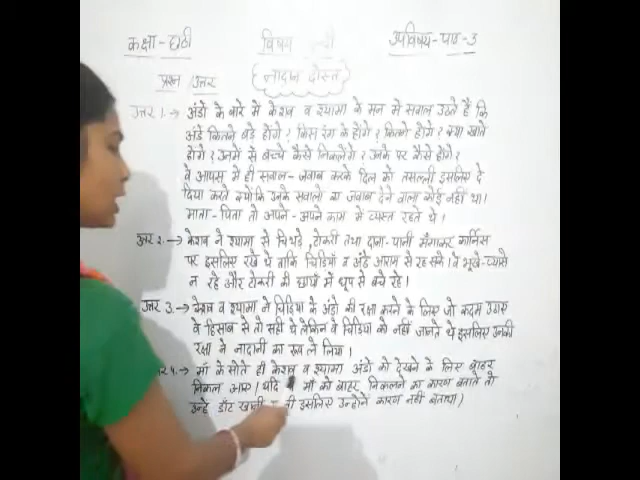 कक्षा - छठी विषय उपविषय - पाठ - 3
प्रश्न उत्तर नादान दोस्त
उत्तर 1.→ अंडो के बारे मे केशव व श्यामा के मन मे सवाल उठते हैं कि
अंडे कितने बड़े होंगे? किस रंग के होंगे? कितने होंगे? क्या खाते
होंगे? उनमें से बच्चे कैसे निकलेंगे? उनके पर कैसे होंगे?
वे आपस मे ही सवाल - जवाब करके दिल को तसल्ली इसलिए दे
दिया करते क्योंकि उनके सवालो का जवाब देने वाला कोई नहीं था।
माता - पिता तो अपने - अपने काम मे व्यस्त रहते थे।
उत्तर 2.→ केशव ने श्यामा से चिथड़े, टोकरी तथा दाना - पानी मँगाकर कार्निस
पर इसलिए रखे थे ताकि चिड़ियाँ व अंडे आराम से रह सकें। वे भूखे - प्यासे
न रहे और टोकरी की छाया में धूप से बचे रहे।
उत्तर 3.→ केशव व श्यामा ने चिड़िया के अंडो की रक्षा करने के लिए जो कदम उठाए
वे हिसाब से तो सही थे लेकिन वे चिड़िया को नहीं जानते थे इसलिए उनकी
रक्षा ने नादानी का रूप ले लिया।
4.→ माँ के सोते ही केशव व श्यामा अंडो को देखने के लिए बाहर
निकल आए। यदि माँ को बाहर निकलने का कारण बताते तो
उन्हें डाँट खानी इसलिए उन्होंने कारण नहीं बताया।